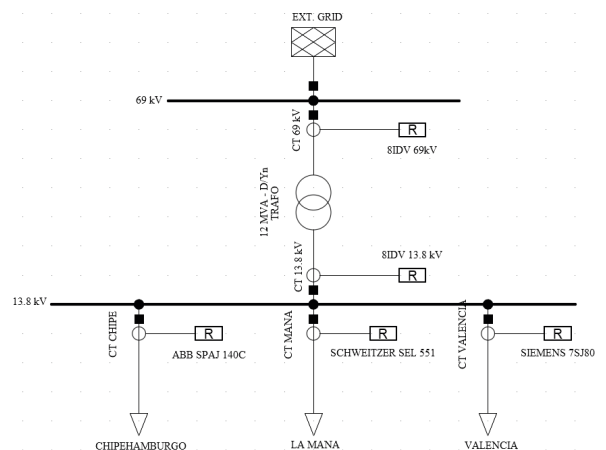 EXT. GRID
69 kV
CT 69 kV
R
8IDV 69kV
12 MVA - D/Yn
TRAFO
8IDV 13.8 kV
CT 13.8 kV
R
13.8 kV
CT CHIPE
R
ABB SPAJ 140C
CT MANA
R
SCHWEITZER SEL 551
CT VALENCIA
R
SIEMENS 7SJ80
CHIPEHAMBURGO
LA MANA
VALENCIA